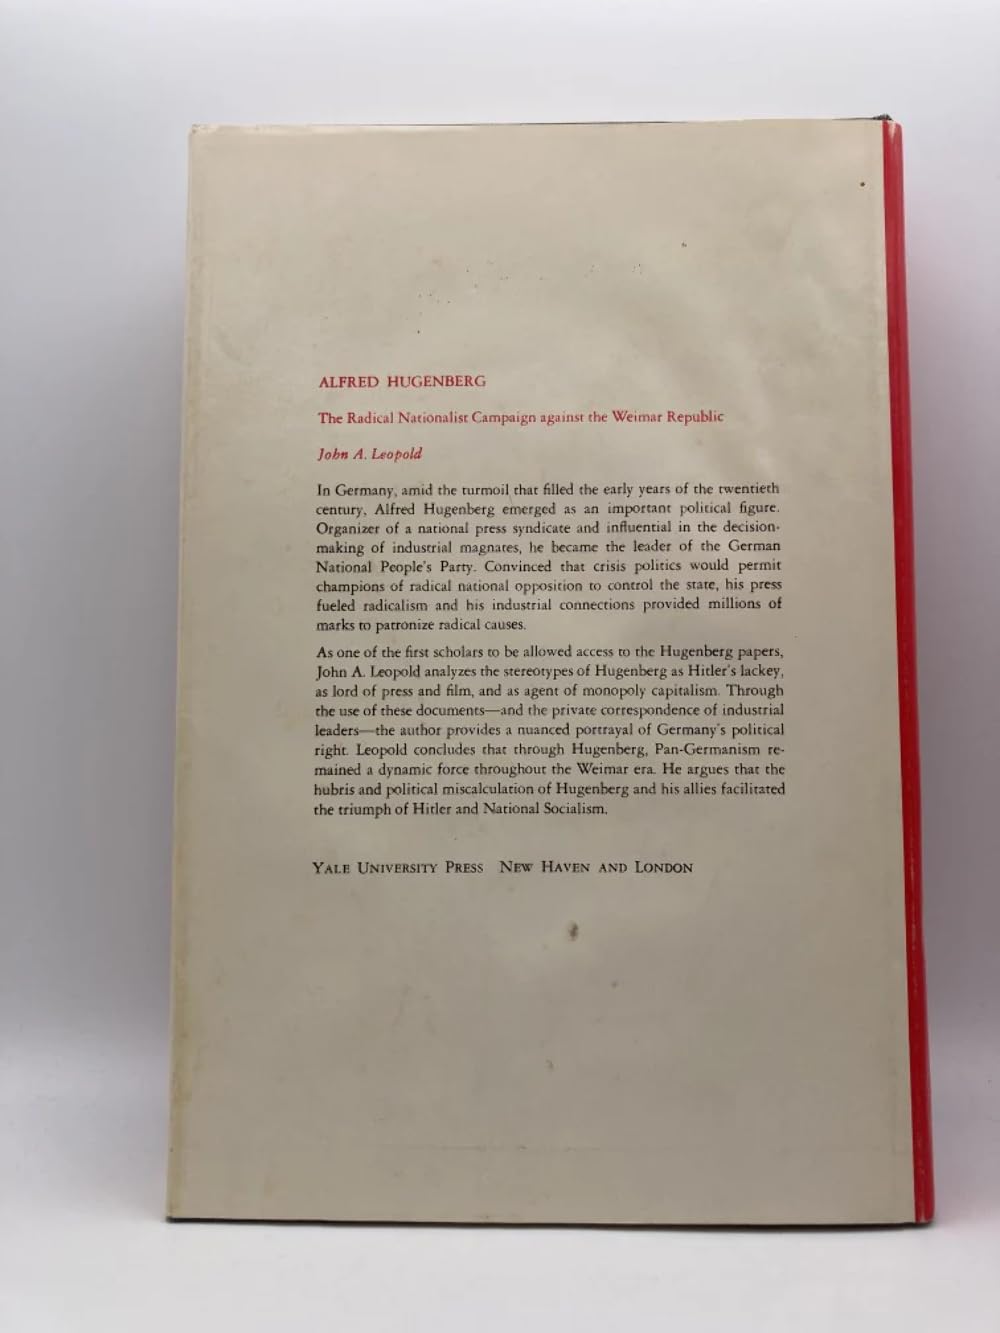 ALFRED HUGENBERG
The Radical Nationalist Campaign against the Weimar Republic
John A. Leopold
In Germany, amid the turmoil that filled the early years of the twentieth
century, Alfred Hugenberg emerged as an important political figure.
Organizer of a national press syndicate and influential in the decision-
making of industrial magnates, he became the leader of the German
National People's Party. Convinced that crisis politics would permit
champions of radical national opposition to control the state, his press
fueled radicalism and his industrial connections provided millions of
marks to patronize radical causes.
As one of the first scholars to be allowed access to the Hugenberg papers,
John A. Leopold analyzes the stereotypes of Hugenberg as Hitler's lackey,
as lord of press and film, and as agent of monopoly capitalism. Through
the use of these documents—and the private correspondence of industrial
leaders—the author provides a nuanced portrayal of Germany's political
right. Leopold concludes that through Hugenberg, Pan-Germanism re-
mained a dynamic force throughout the Weimar era. He argues that the
hubris and political miscalculation of Hugenberg and his allies facilitated
the triumph of Hitler and National Socialism.
YALE UNIVERSITY PRESS NEW HAVEN AND LONDON